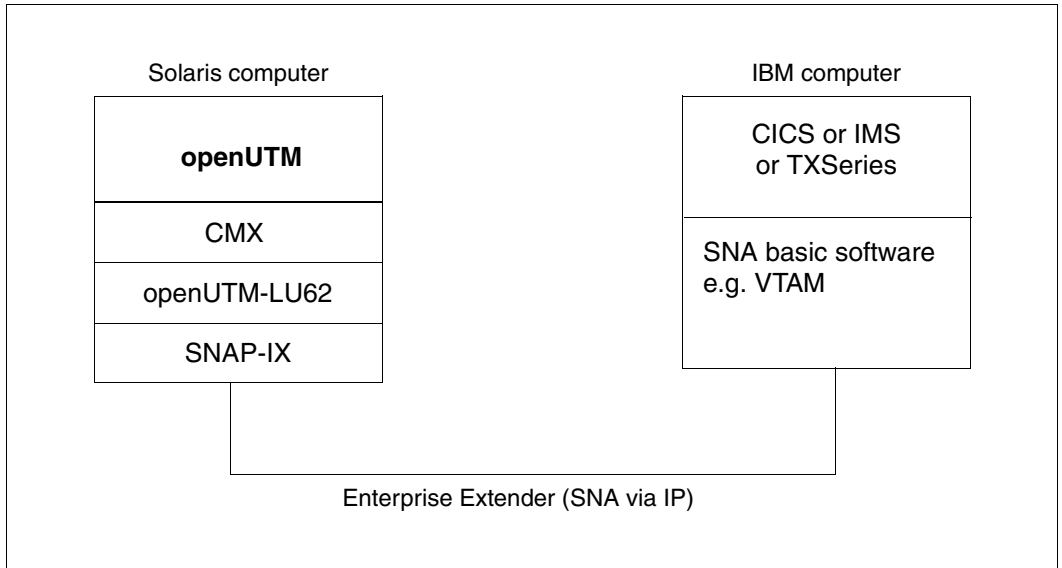 Solaris computer
openUTM
CMX
openUTM-LU62
SNAP-IX
IBM computer
CICS or IMS
or TXSeries
SNA basic software
e.g. VTAM
Enterprise Extender (SNA via IP)